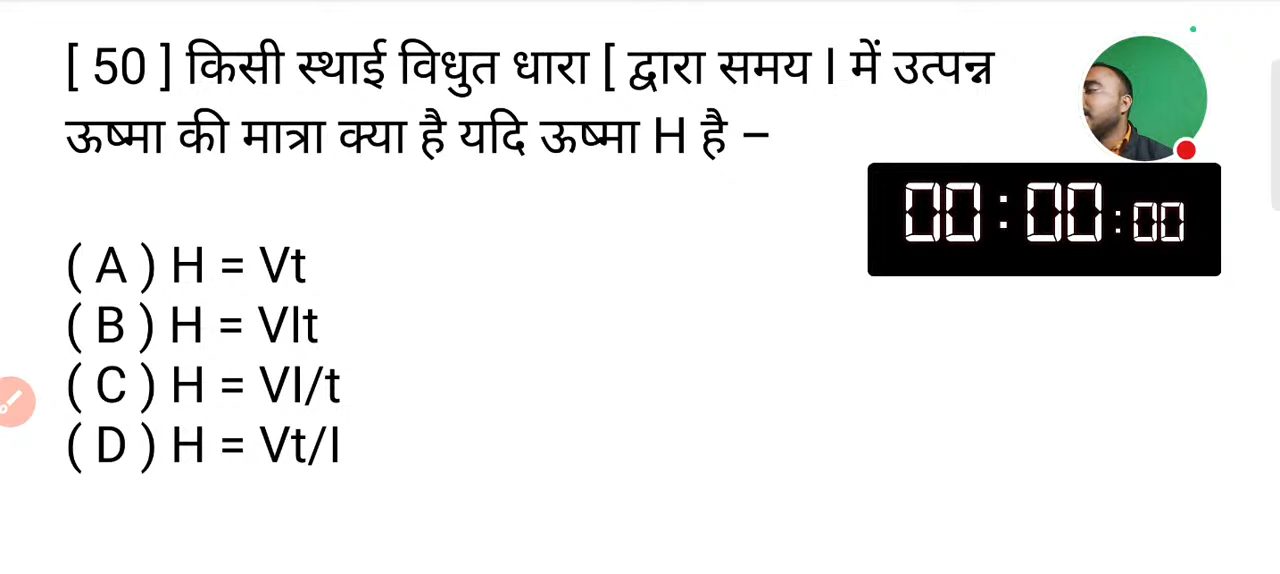 [ 50 ] किसी स्थाई विधुत धारा [ द्वारा समय I में उत्पन्न
ऊष्मा की मात्रा क्या है यदि ऊष्मा H है –
00:00:00
( A ) H = Vt
( B ) H = VIt
( C ) H = VI/t
( D ) H = Vt/I